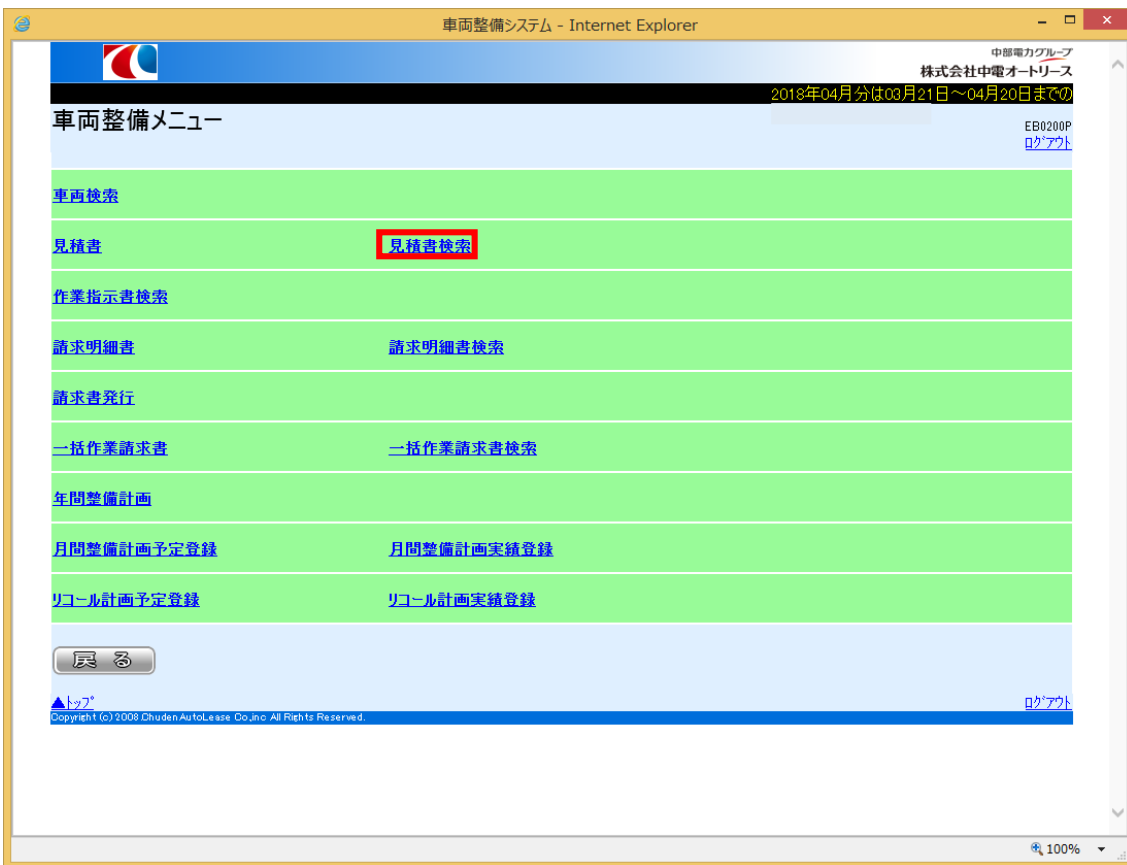 車両整備システム - Internet Explorer
中部電力グループ
株式会社中電オートリース
2018年04月分は03月21日～04月20日までの
車両整備メニュー
EB0200P
ﾛｸﾞｱｳﾄ
車両検索
見積書 見積書検索
作業指示書検索
請求明細書 請求明細書検索
請求書発行
一括作業請求書 一括作業請求書検索
年間整備計画
月間整備計画予定登録 月間整備計画実績登録
ﾘｺｰﾙ計画予定登録 ﾘｺｰﾙ計画実績登録
戻る
▲ﾄｯﾌﾟ ﾛｸﾞｱｳﾄ
Copyright (c) 2008 Chuden AutoLease Co.,inc All Rights Reserved.
100%